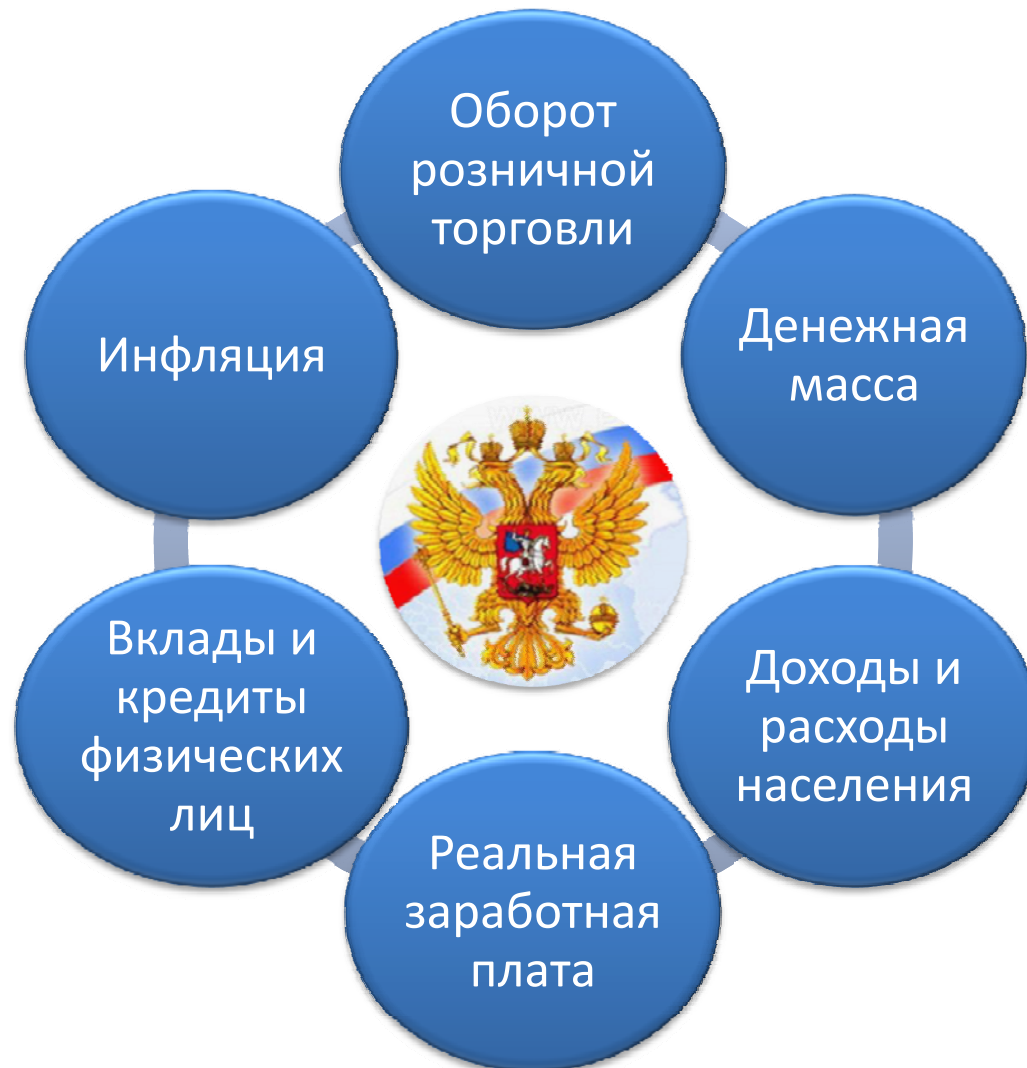 Оборот
розничной
торговли
Денежная
масса
Доходы и
расходы
населения
Реальная
заработная
плата
Вклады и
кредиты
физических
лиц
Инфляция